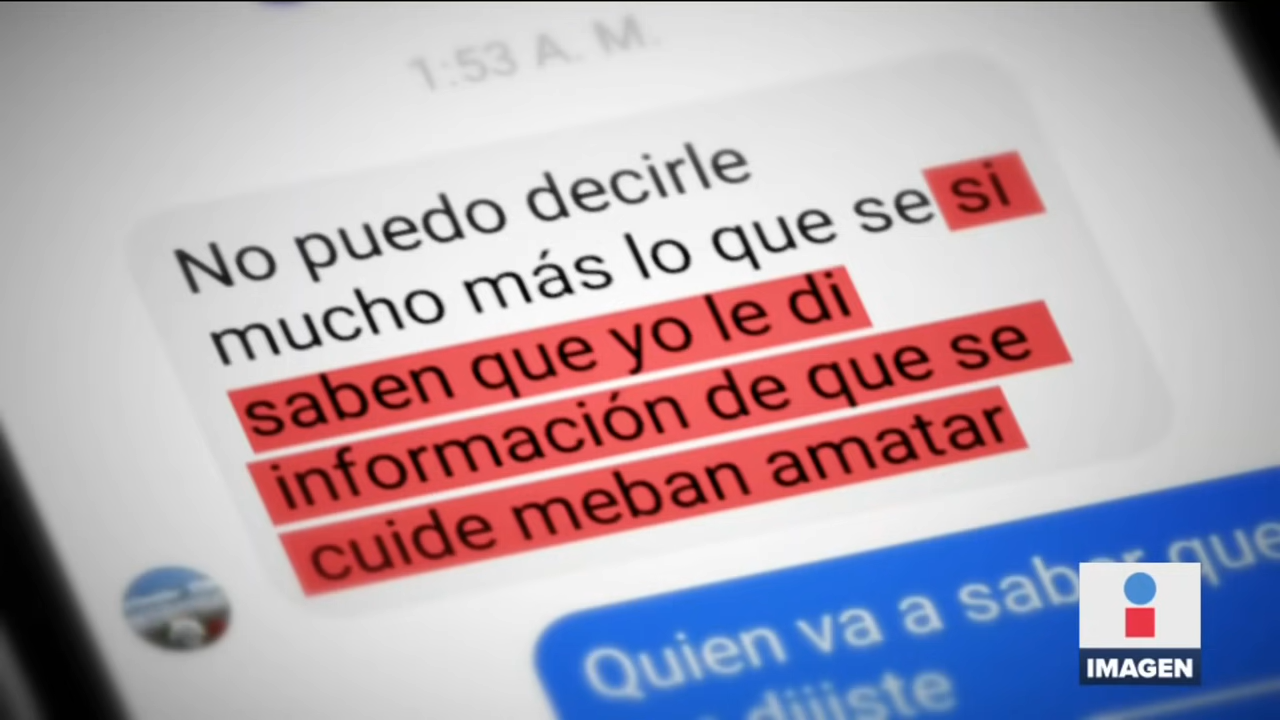 1:53 A. M.
No puedo decirle
mucho más lo que se si
saben que yo le di
información de que se
cuide meban amatar
Quien va a saber que
dijiste
IMAGEN